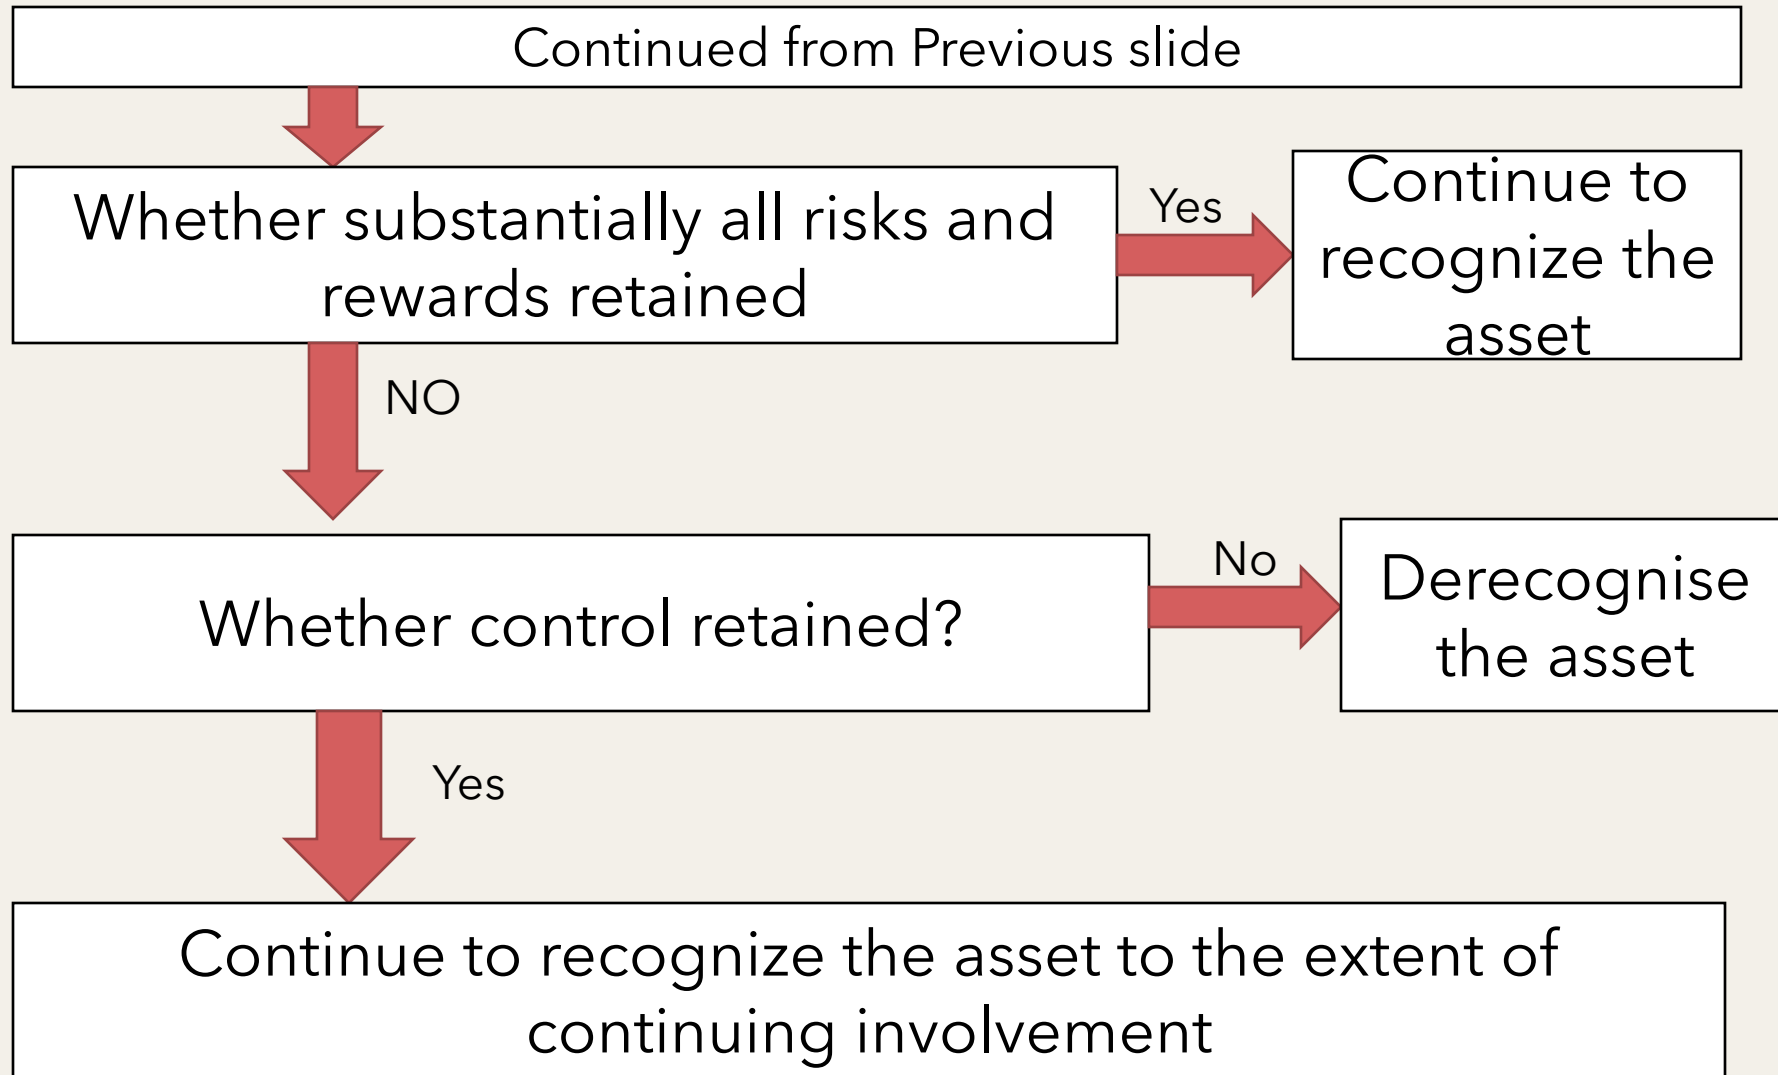 Continued from Previous slide
Whether substantially all risks and
rewards retained
Yes
Continue to
recognize the
asset
NO
Whether control retained?
No
Derecognise
the asset
Yes
Continue to recognize the asset to the extent of
continuing involvement